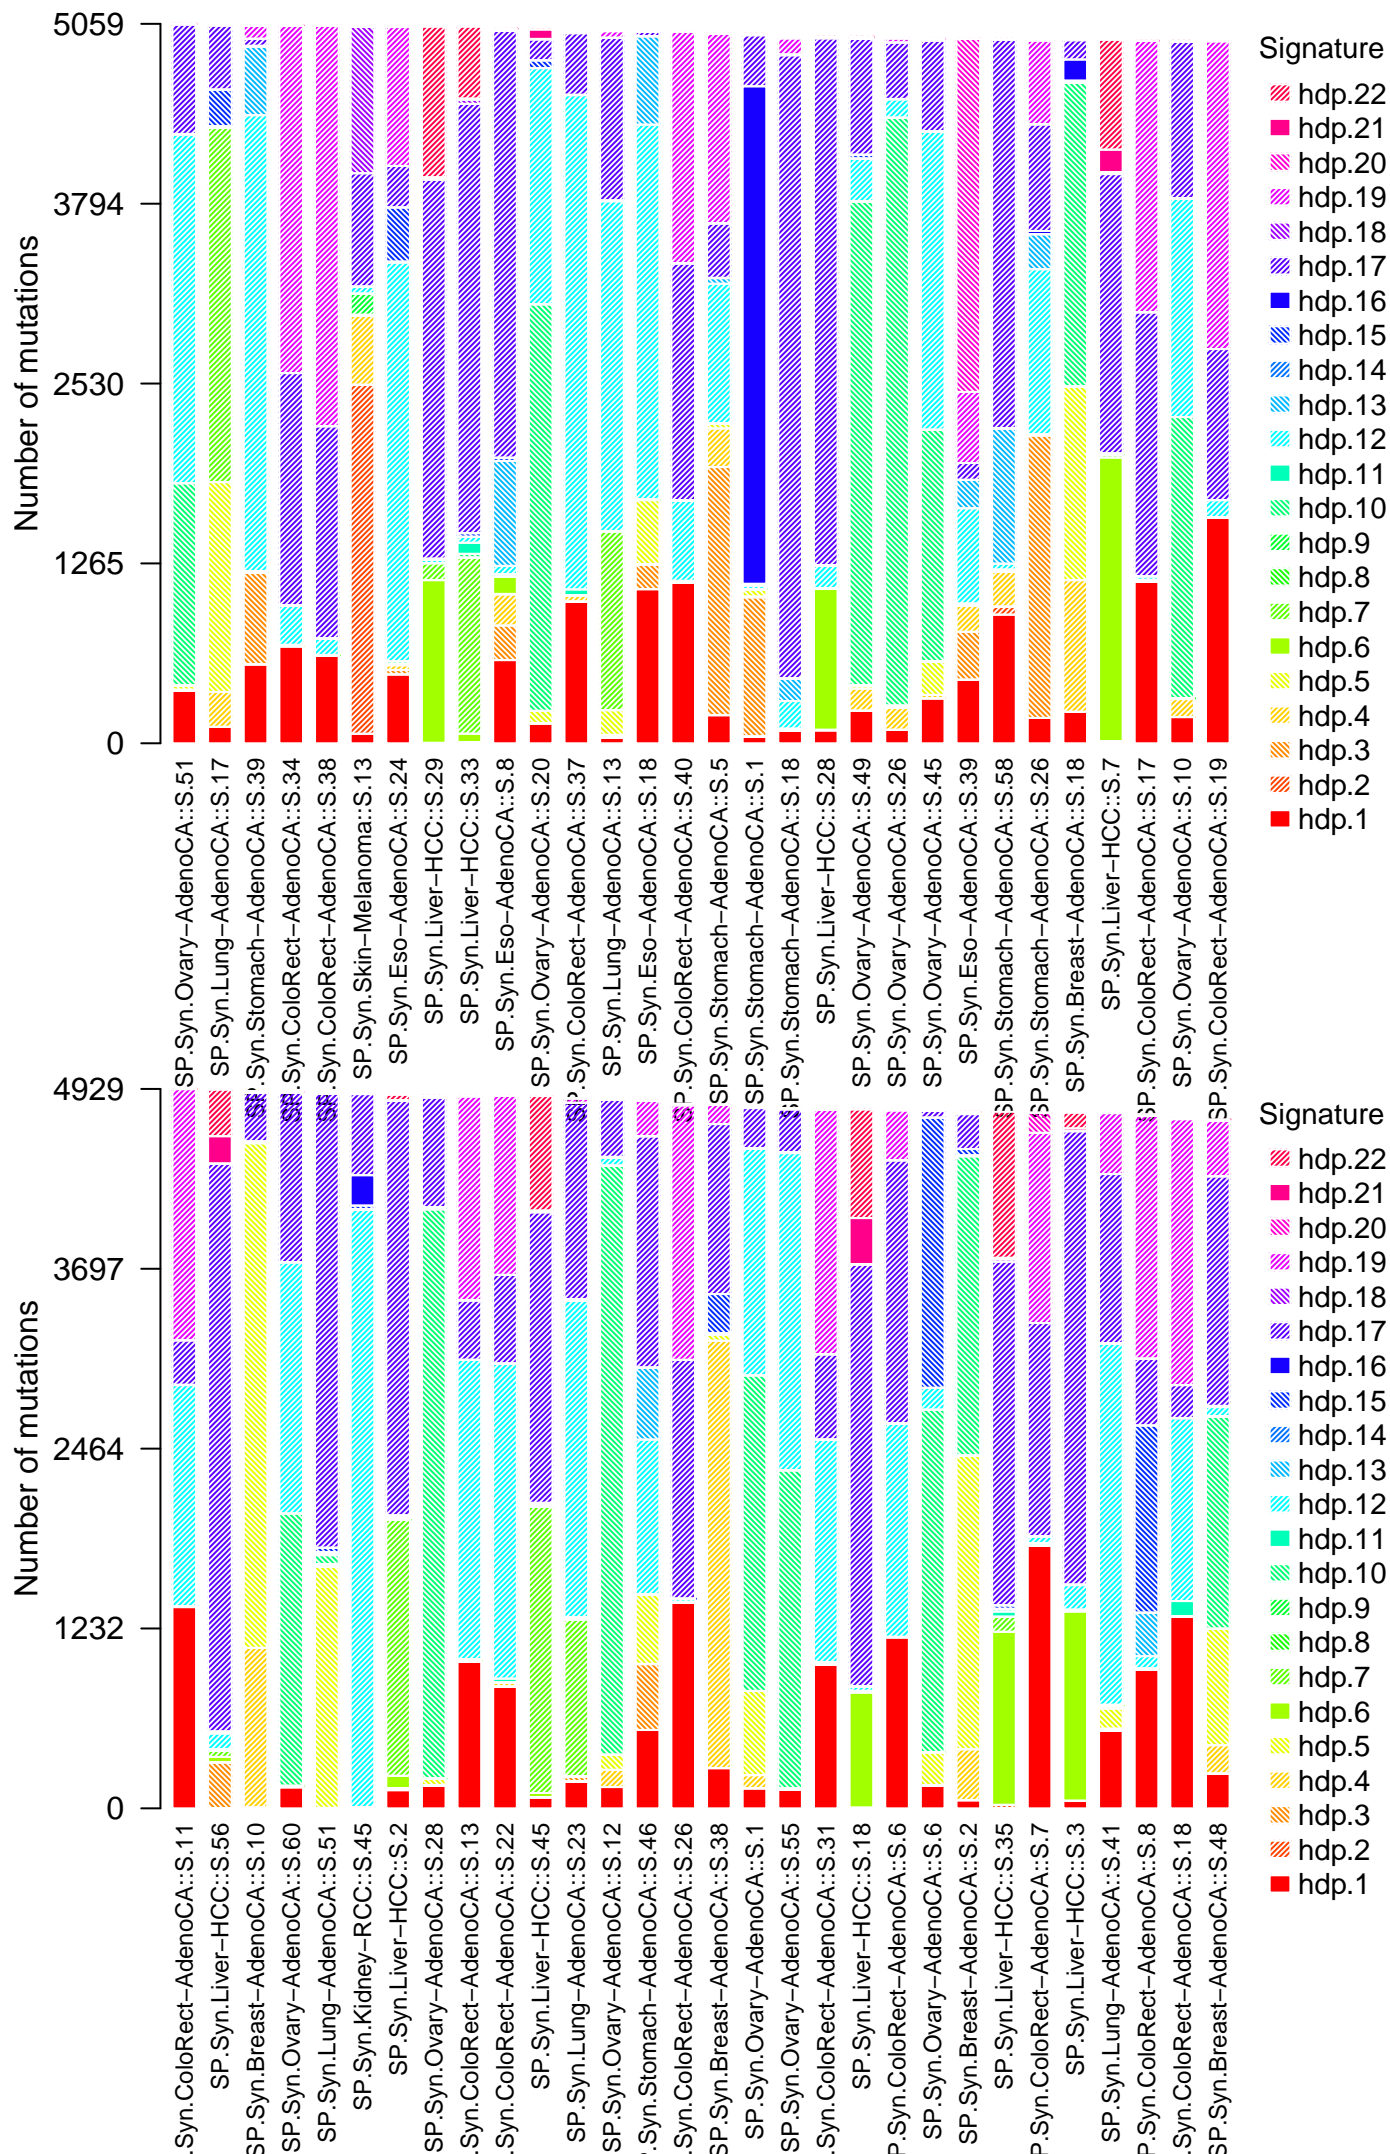 Number of mutations
5059
3794
2530
1265
0
SP.Syn.Ovary−AdenoCA::S.51
SP.Syn.Lung−AdenoCA::S.17
SP.Syn.Stomach−AdenoCA::S.39
SP.Syn.ColoRect−AdenoCA::S.34
SP.Syn.ColoRect−AdenoCA::S.38
SP.Syn.Skin−Melanoma::S.13
SP.Syn.Eso−AdenoCA::S.24
SP.Syn.Liver−HCC::S.29
SP.Syn.Liver−HCC::S.33
SP.Syn.Eso−AdenoCA::S.8
SP.Syn.Ovary−AdenoCA::S.20
SP.Syn.ColoRect−AdenoCA::S.37
SP.Syn.Lung−AdenoCA::S.13
SP.Syn.Eso−AdenoCA::S.18
SP.Syn.ColoRect−AdenoCA::S.40
SP.Syn.Stomach−AdenoCA::S.5
SP.Syn.Stomach−AdenoCA::S.1
SP.Syn.Stomach−AdenoCA::S.18
SP.Syn.Liver−HCC::S.28
SP.Syn.Ovary−AdenoCA::S.49
SP.Syn.Ovary−AdenoCA::S.26
SP.Syn.Ovary−AdenoCA::S.45
SP.Syn.Eso−AdenoCA::S.39
SP.Syn.Stomach−AdenoCA::S.58
SP.Syn.Stomach−AdenoCA::S.26
SP.Syn.Breast−AdenoCA::S.18
SP.Syn.Liver−HCC::S.7
SP.Syn.ColoRect−AdenoCA::S.17
SP.Syn.Ovary−AdenoCA::S.10
SP.Syn.ColoRect−AdenoCA::S.19
Signature
hdp.22
hdp.21
hdp.20
hdp.19
hdp.18
hdp.17
hdp.16
hdp.15
hdp.14
hdp.13
hdp.12
hdp.11
hdp.10
hdp.9
hdp.8
hdp.7
hdp.6
hdp.5
hdp.4
hdp.3
hdp.2
hdp.1
Number of mutations
4929
3697
2464
1232
0
.Syn.ColoRect−AdenoCA::S.11
SP.Syn.Liver−HCC::S.56
SP.Syn.Breast−AdenoCA::S.10
SP.Syn.Ovary−AdenoCA::S.60
SP.Syn.Lung−AdenoCA::S.51
SP.Syn.Kidney−RCC::S.45
SP.Syn.Liver−HCC::S.2
SP.Syn.Ovary−AdenoCA::S.28
.Syn.ColoRect−AdenoCA::S.13
.Syn.ColoRect−AdenoCA::S.22
SP.Syn.Liver−HCC::S.45
SP.Syn.Lung−AdenoCA::S.23
SP.Syn.Ovary−AdenoCA::S.12
P.Syn.Stomach−AdenoCA::S.46
.Syn.ColoRect−AdenoCA::S.26
SP.Syn.Breast−AdenoCA::S.38
SP.Syn.Ovary−AdenoCA::S.1
SP.Syn.Ovary−AdenoCA::S.55
.Syn.ColoRect−AdenoCA::S.31
SP.Syn.Liver−HCC::S.18
P.Syn.ColoRect−AdenoCA::S.6
SP.Syn.Ovary−AdenoCA::S.6
SP.Syn.Breast−AdenoCA::S.2
SP.Syn.Liver−HCC::S.35
P.Syn.ColoRect−AdenoCA::S.7
SP.Syn.Liver−HCC::S.3
SP.Syn.Lung−AdenoCA::S.41
P.Syn.ColoRect−AdenoCA::S.8
.Syn.ColoRect−AdenoCA::S.18
SP.Syn.Breast−AdenoCA::S.48
Signature
hdp.22
hdp.21
hdp.20
hdp.19
hdp.18
hdp.17
hdp.16
hdp.15
hdp.14
hdp.13
hdp.12
hdp.11
hdp.10
hdp.9
hdp.8
hdp.7
hdp.6
hdp.5
hdp.4
hdp.3
hdp.2
hdp.1